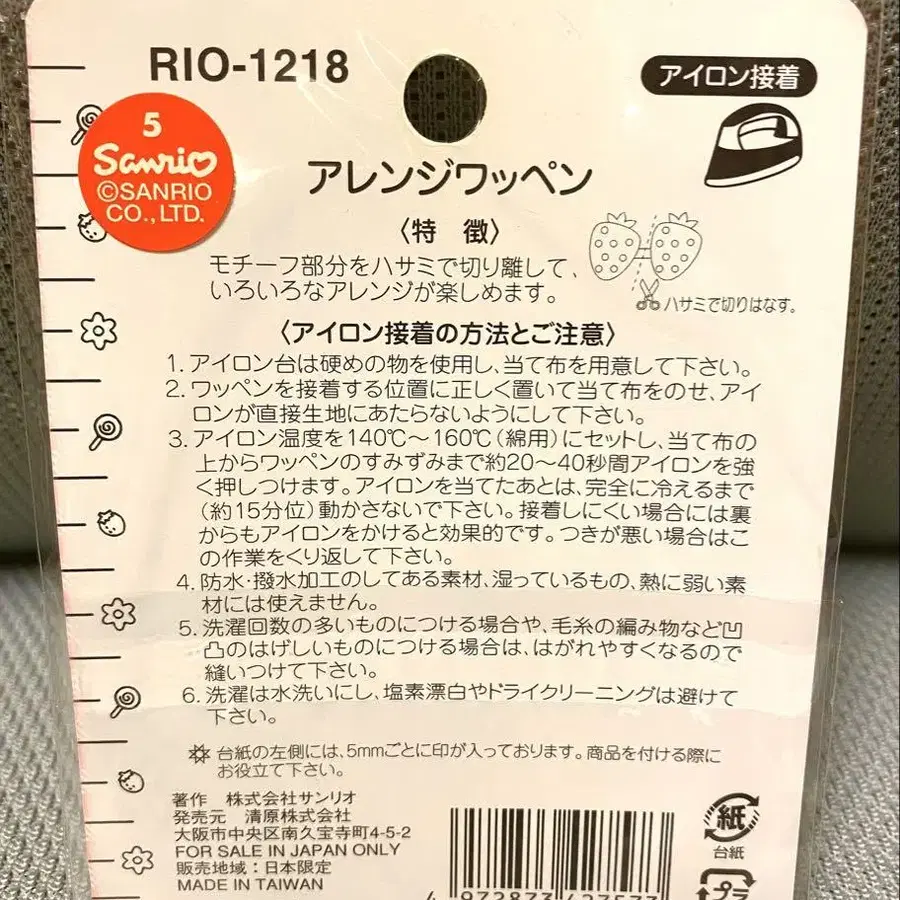 RIO-1218
アイロン接着
5
Sanrio
©SANRIO
CO., LTD.
アレンジワッペン
〈特 徴〉
モチーフ部分をハサミで切り離して、
いろいろなアレンジが楽しめます。
ハサミで切りはなす。
〈アイロン接着の方法とご注意〉
1. アイロン台は硬めの物を使用し、当て布を用意して下さい。
2. ワッペンを接着する位置に正しく置いて当て布をのせ、アイ
ロンが直接生地にあたらないようにして下さい。
3. アイロン温度を140℃〜160℃(綿用)にセットし、当て布の
上からワッペンのすみずみまで約20〜40秒間アイロンを強
く押しつけます。アイロンを当てたあとは、完全に冷えるまで
(約15分位)動かさないで下さい。接着しにくい場合には裏
からもアイロンをかけると効果的です。つきが悪い場合はこ
の作業をくり返して下さい。
4. 防水・撥水加工のしてある素材、湿っているもの、熱に弱い素
材には使えません。
5. 洗濯回数の多いものにつける場合や、毛糸の編み物など凹
凸のはげしいものにつける場合は、はがれやすくなるので
縫いつけて下さい。
6. 洗濯は水洗いにし、塩素漂白やドライクリーニングは避けて
下さい。
※ 台紙の左側には、5mmごとに印が入っております。商品を付ける際に
お役立て下さい。
著作 株式会社サンリオ
発売元 清原株式会社
大阪市中央区南久宝寺町4-5-2
FOR SALE IN JAPAN ONLY
販売地域:日本限定
MADE IN TAIWAN
紙
台紙
プラ
4 972873 427577